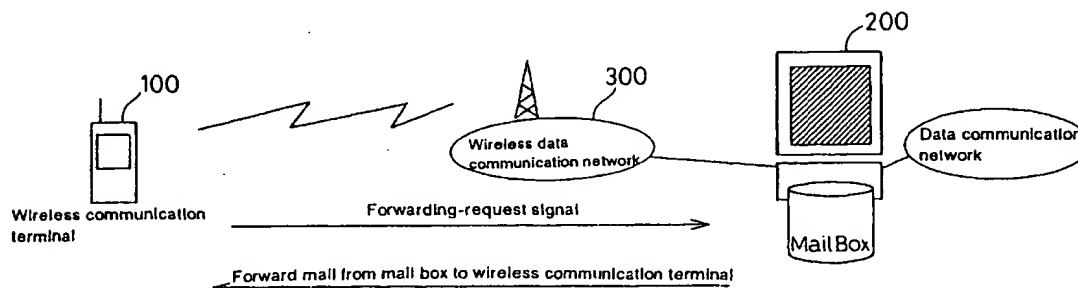 200
100
300
Wireless data
communication network
Data communication
network
Wireless communication
terminal
Forwarding-request signal
MailBox
Forward mail from mail box to wireless communication terminal